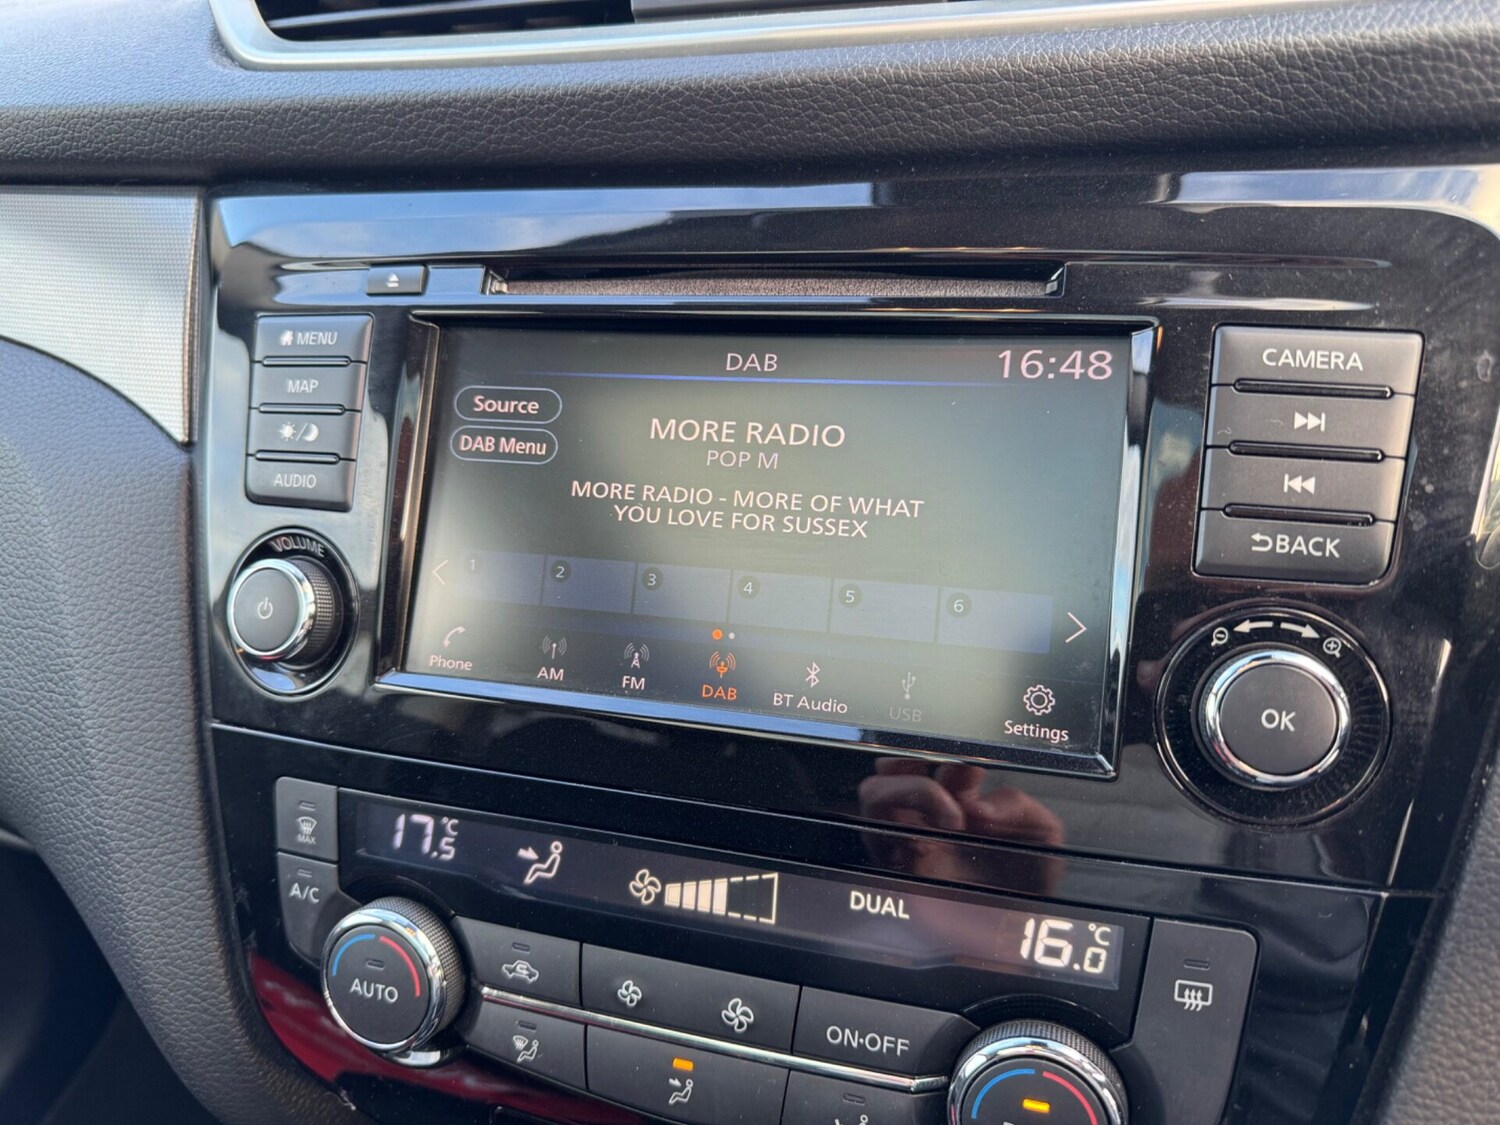 MENU
MAP
AUDIO
VOLUME
DAB
16:48
Source
DAB Menu
MORE RADIO
POP M
MORE RADIO - MORE OF WHAT
YOU LOVE FOR SUSSEX
1 2 3 4 5 6
Phone
AM
FM
DAB
BT Audio
USB
Settings
CAMERA
BACK
OK
MAX
A/C
17.5°C
DUAL
16.0°C
AUTO
ON·OFF